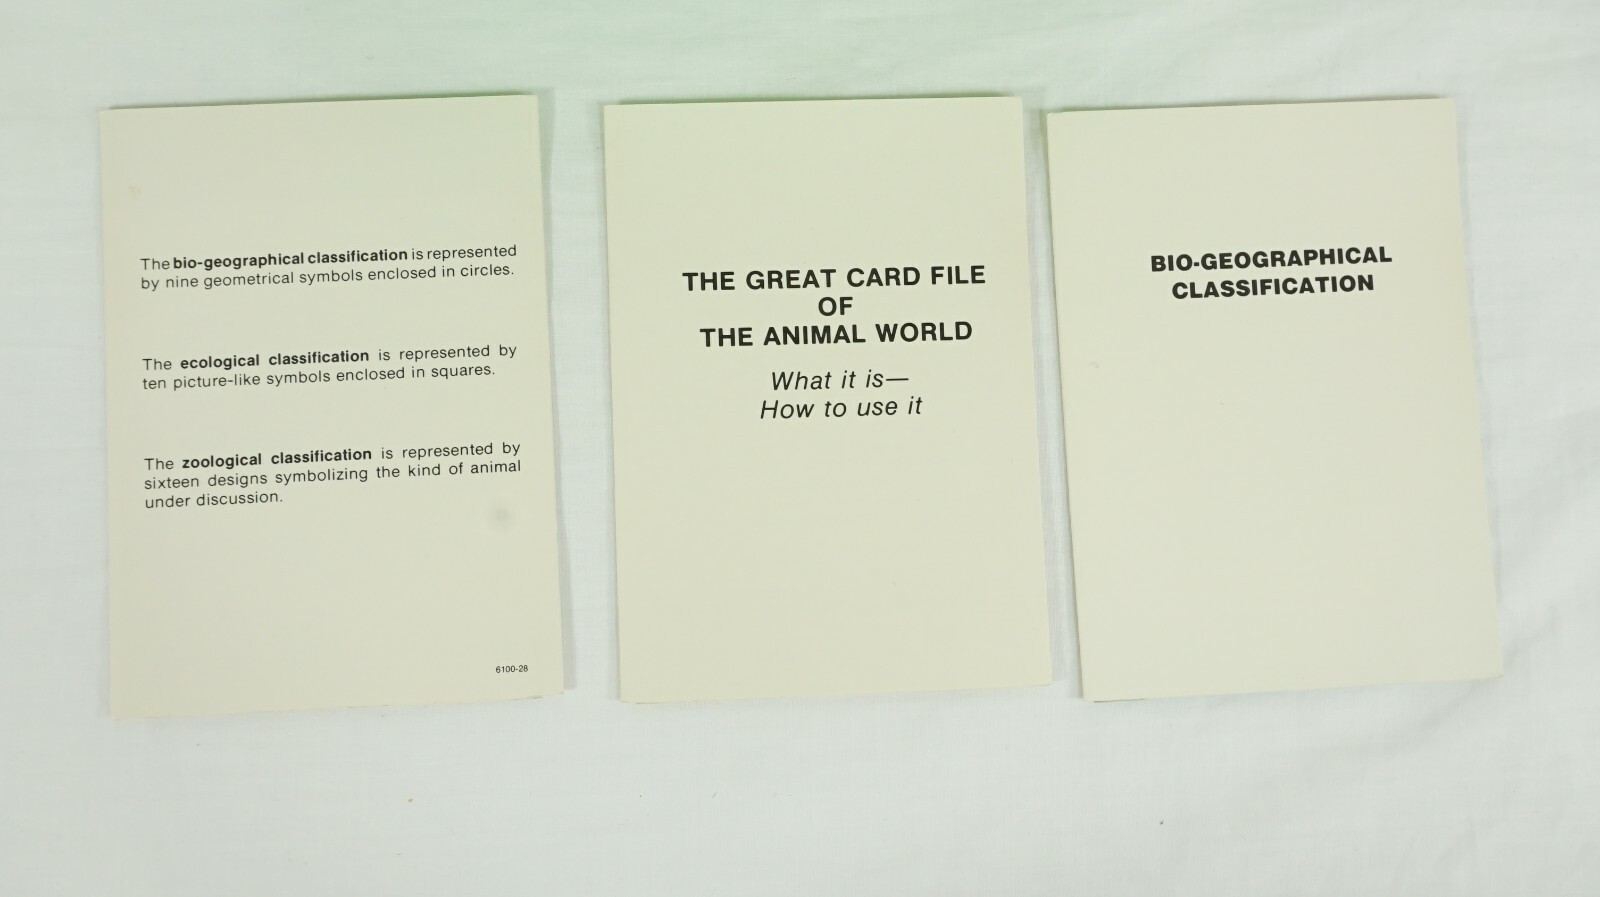 The bio-geographical classification is represented
by nine geometrical symbols enclosed in circles.
The ecological classification is represented by
ten picture-like symbols enclosed in squares.
The zoological classification is represented by
sixteen designs symbolizing the kind of animal
under discussion.
6100-28
THE GREAT CARD FILE
OF
THE ANIMAL WORLD
What it is—
How to use it
BIO-GEOGRAPHICAL
CLASSIFICATION